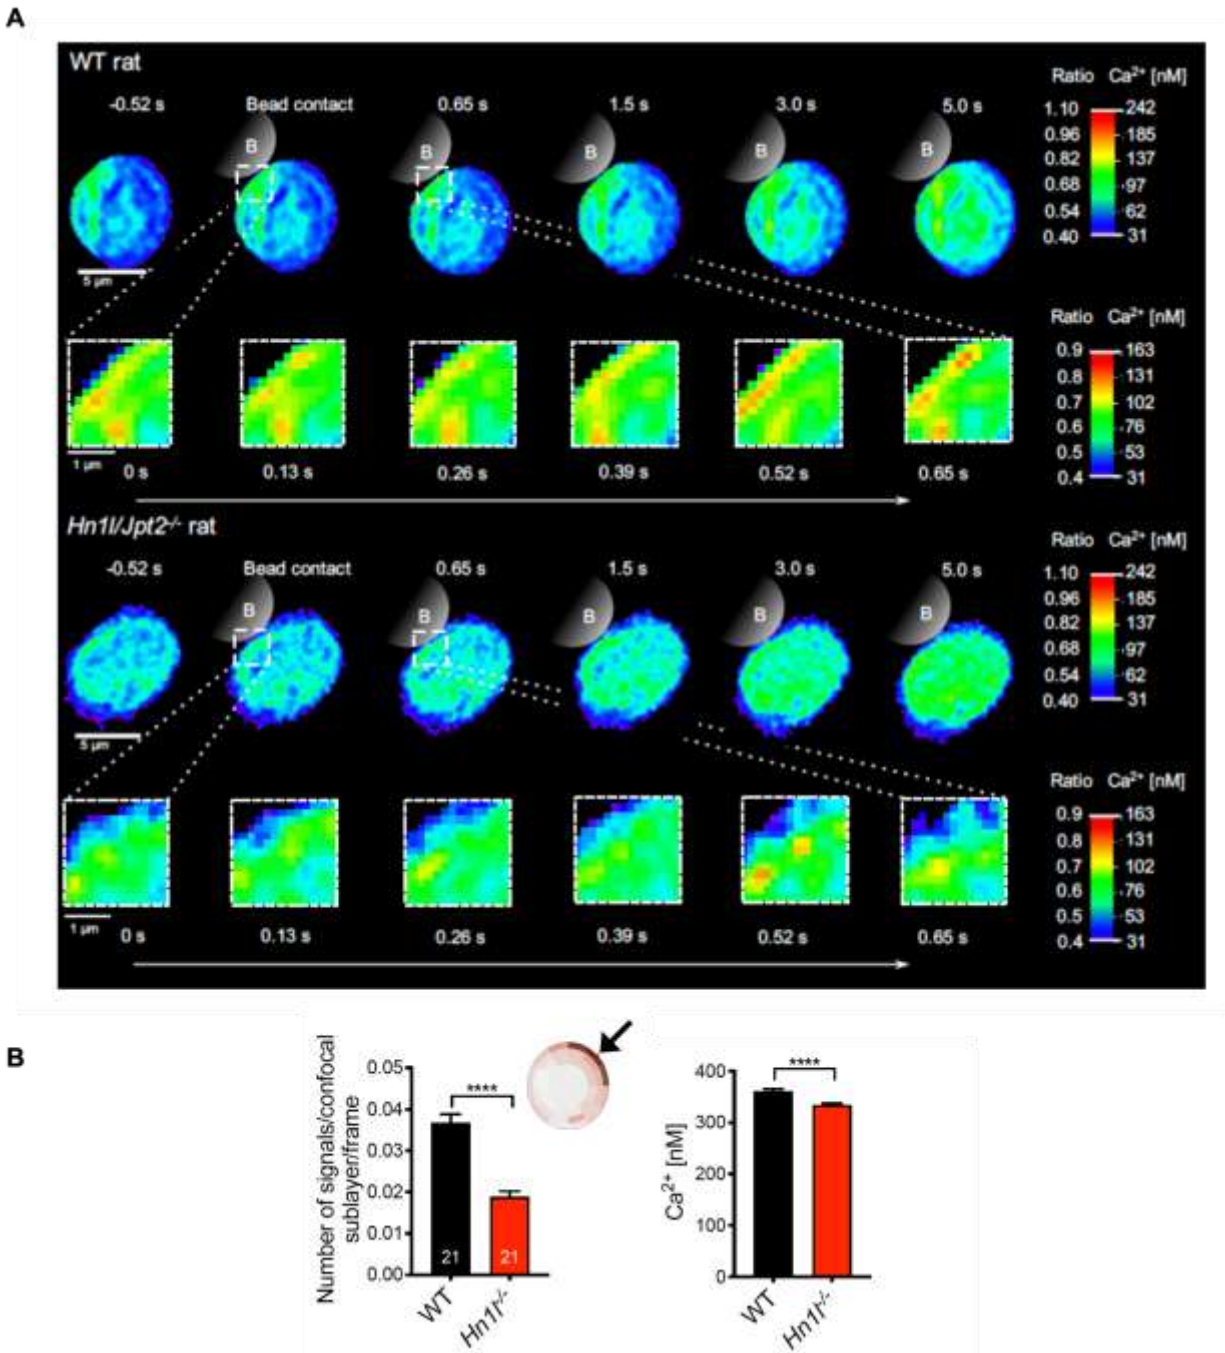 A
WT rat
-0.52 s Bead contact 0.65 s 1.5 s 3.0 s 5.0 s
Ratio Ca²⁺ [nM]
1.10 242
0.96 185
0.82 137
0.68 97
0.54 62
0.40 31
B B B B B
5 µm
Ratio Ca²⁺ [nM]
0.9 163
0.8 131
0.7 102
0.6 76
0.5 53
0.4 31
1 µm
0 s 0.13 s 0.26 s 0.39 s 0.52 s 0.65 s
Hn1l/Jpt2-/- rat
-0.52 s Bead contact 0.65 s 1.5 s 3.0 s 5.0 s
Ratio Ca²⁺ [nM]
1.10 242
0.96 185
0.82 137
0.68 97
0.54 62
0.40 31
B B B B B
5 µm
Ratio Ca²⁺ [nM]
0.9 163
0.8 131
0.7 102
0.6 76
0.5 53
0.4 31
1 µm
0 s 0.13 s 0.26 s 0.39 s 0.52 s 0.65 s
B
Number of signals/confocal
sublayer/frame
0.05
0.04
0.03
0.02
0.01
0.00
****
21 21
WT Hn1l-/-
Ca²⁺ [nM]
400
300
200
100
0
****
WT Hn1l-/-